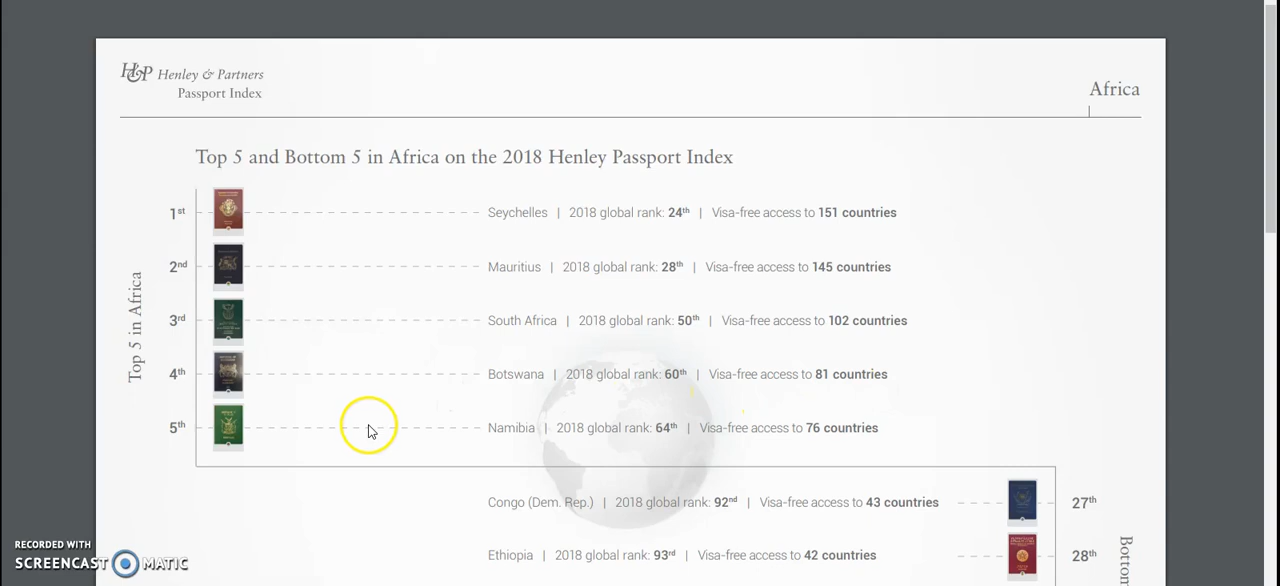 H&P Henley & Partners
Passport Index
Africa
Top 5 and Bottom 5 in Africa on the 2018 Henley Passport Index
Top 5 in Africa
1st Seychelles | 2018 global rank: 24th | Visa-free access to 151 countries
2nd Mauritius | 2018 global rank: 28th | Visa-free access to 145 countries
3rd South Africa | 2018 global rank: 50th | Visa-free access to 102 countries
4th Botswana | 2018 global rank: 60th | Visa-free access to 81 countries
5th Namibia | 2018 global rank: 64th | Visa-free access to 76 countries
Congo (Dem. Rep.) | 2018 global rank: 92nd | Visa-free access to 43 countries 27th
Ethiopia | 2018 global rank: 93rd | Visa-free access to 42 countries 28th
Bottom
RECORDED WITH
SCREENCAST MATIC